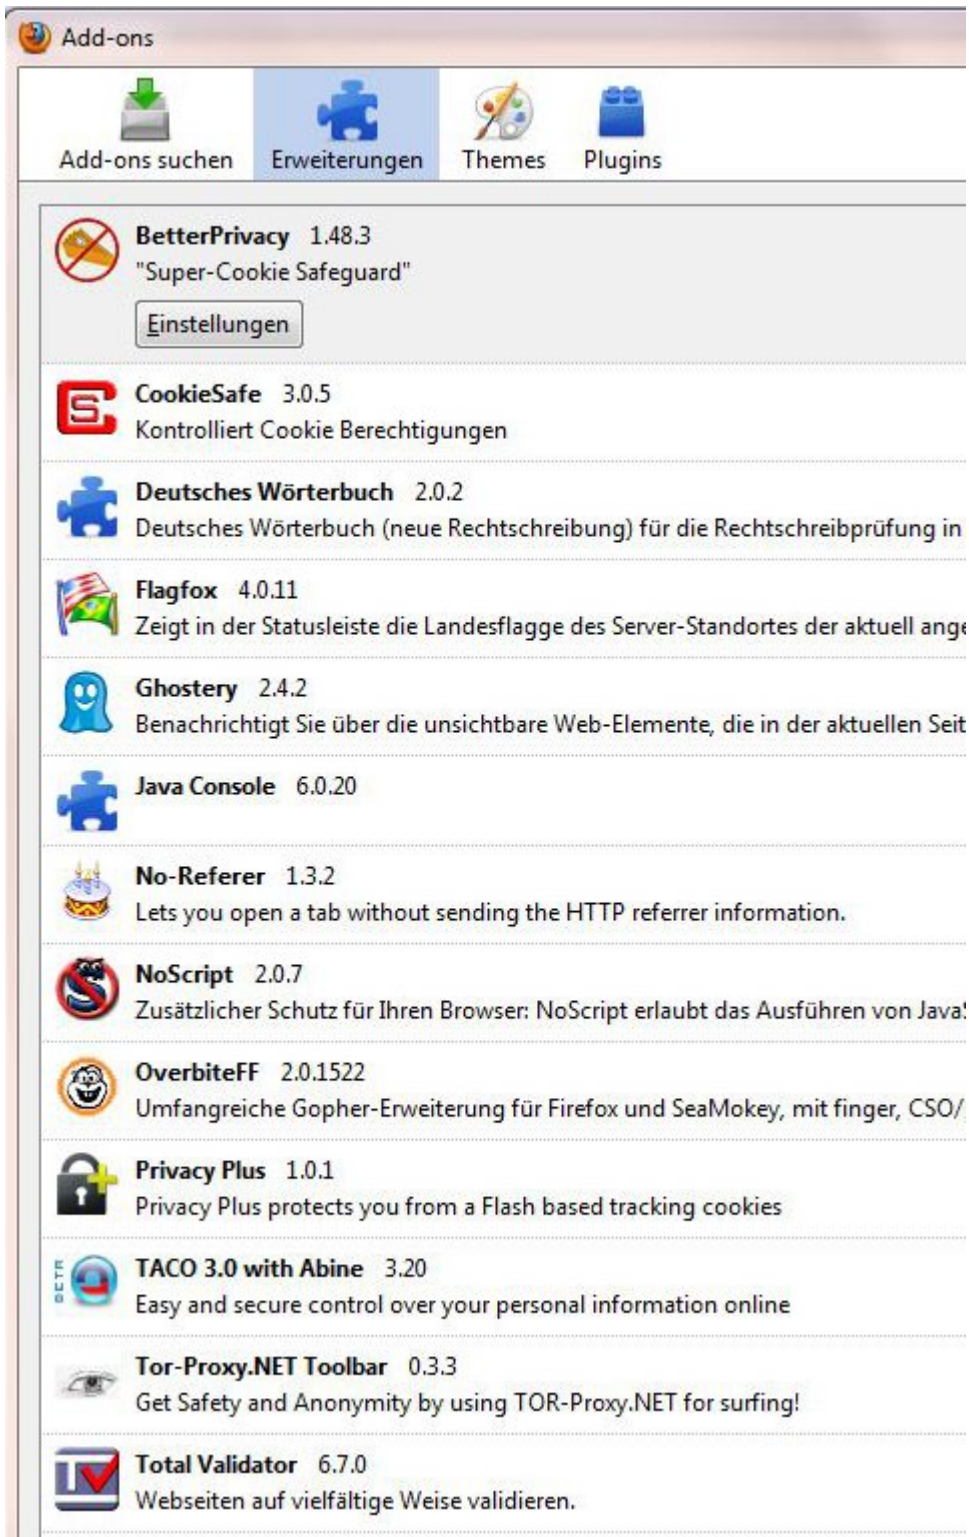 Add-ons
Add-ons suchen Erweiterungen Themes Plugins
BetterPrivacy 1.48.3
"Super-Cookie Safeguard"
Einstellungen
CookieSafe 3.0.5
Kontrolliert Cookie Berechtigungen
Deutsches Wörterbuch 2.0.2
Deutsches Wörterbuch (neue Rechtschreibung) für die Rechtschreibprüfung in
Flagfox 4.0.11
Zeigt in der Statusleiste die Landesflagge des Server-Standortes der aktuell ange
Ghostery 2.4.2
Benachrichtigt Sie über die unsichtbare Web-Elemente, die in der aktuellen Seit
Java Console 6.0.20
No-Referer 1.3.2
Lets you open a tab without sending the HTTP referrer information.
NoScript 2.0.7
Zusätzlicher Schutz für Ihren Browser: NoScript erlaubt das Ausführen von JavaS
OverbiteFF 2.0.1522
Umfangreiche Gopher-Erweiterung für Firefox und SeaMokey, mit finger, CSO/
Privacy Plus 1.0.1
Privacy Plus protects you from a Flash based tracking cookies
BETA
TACO 3.0 with Abine 3.20
Easy and secure control over your personal information online
Tor-Proxy.NET Toolbar 0.3.3
Get Safety and Anonymity by using TOR-Proxy.NET for surfing!
Total Validator 6.7.0
Webseiten auf vielfältige Weise validieren.